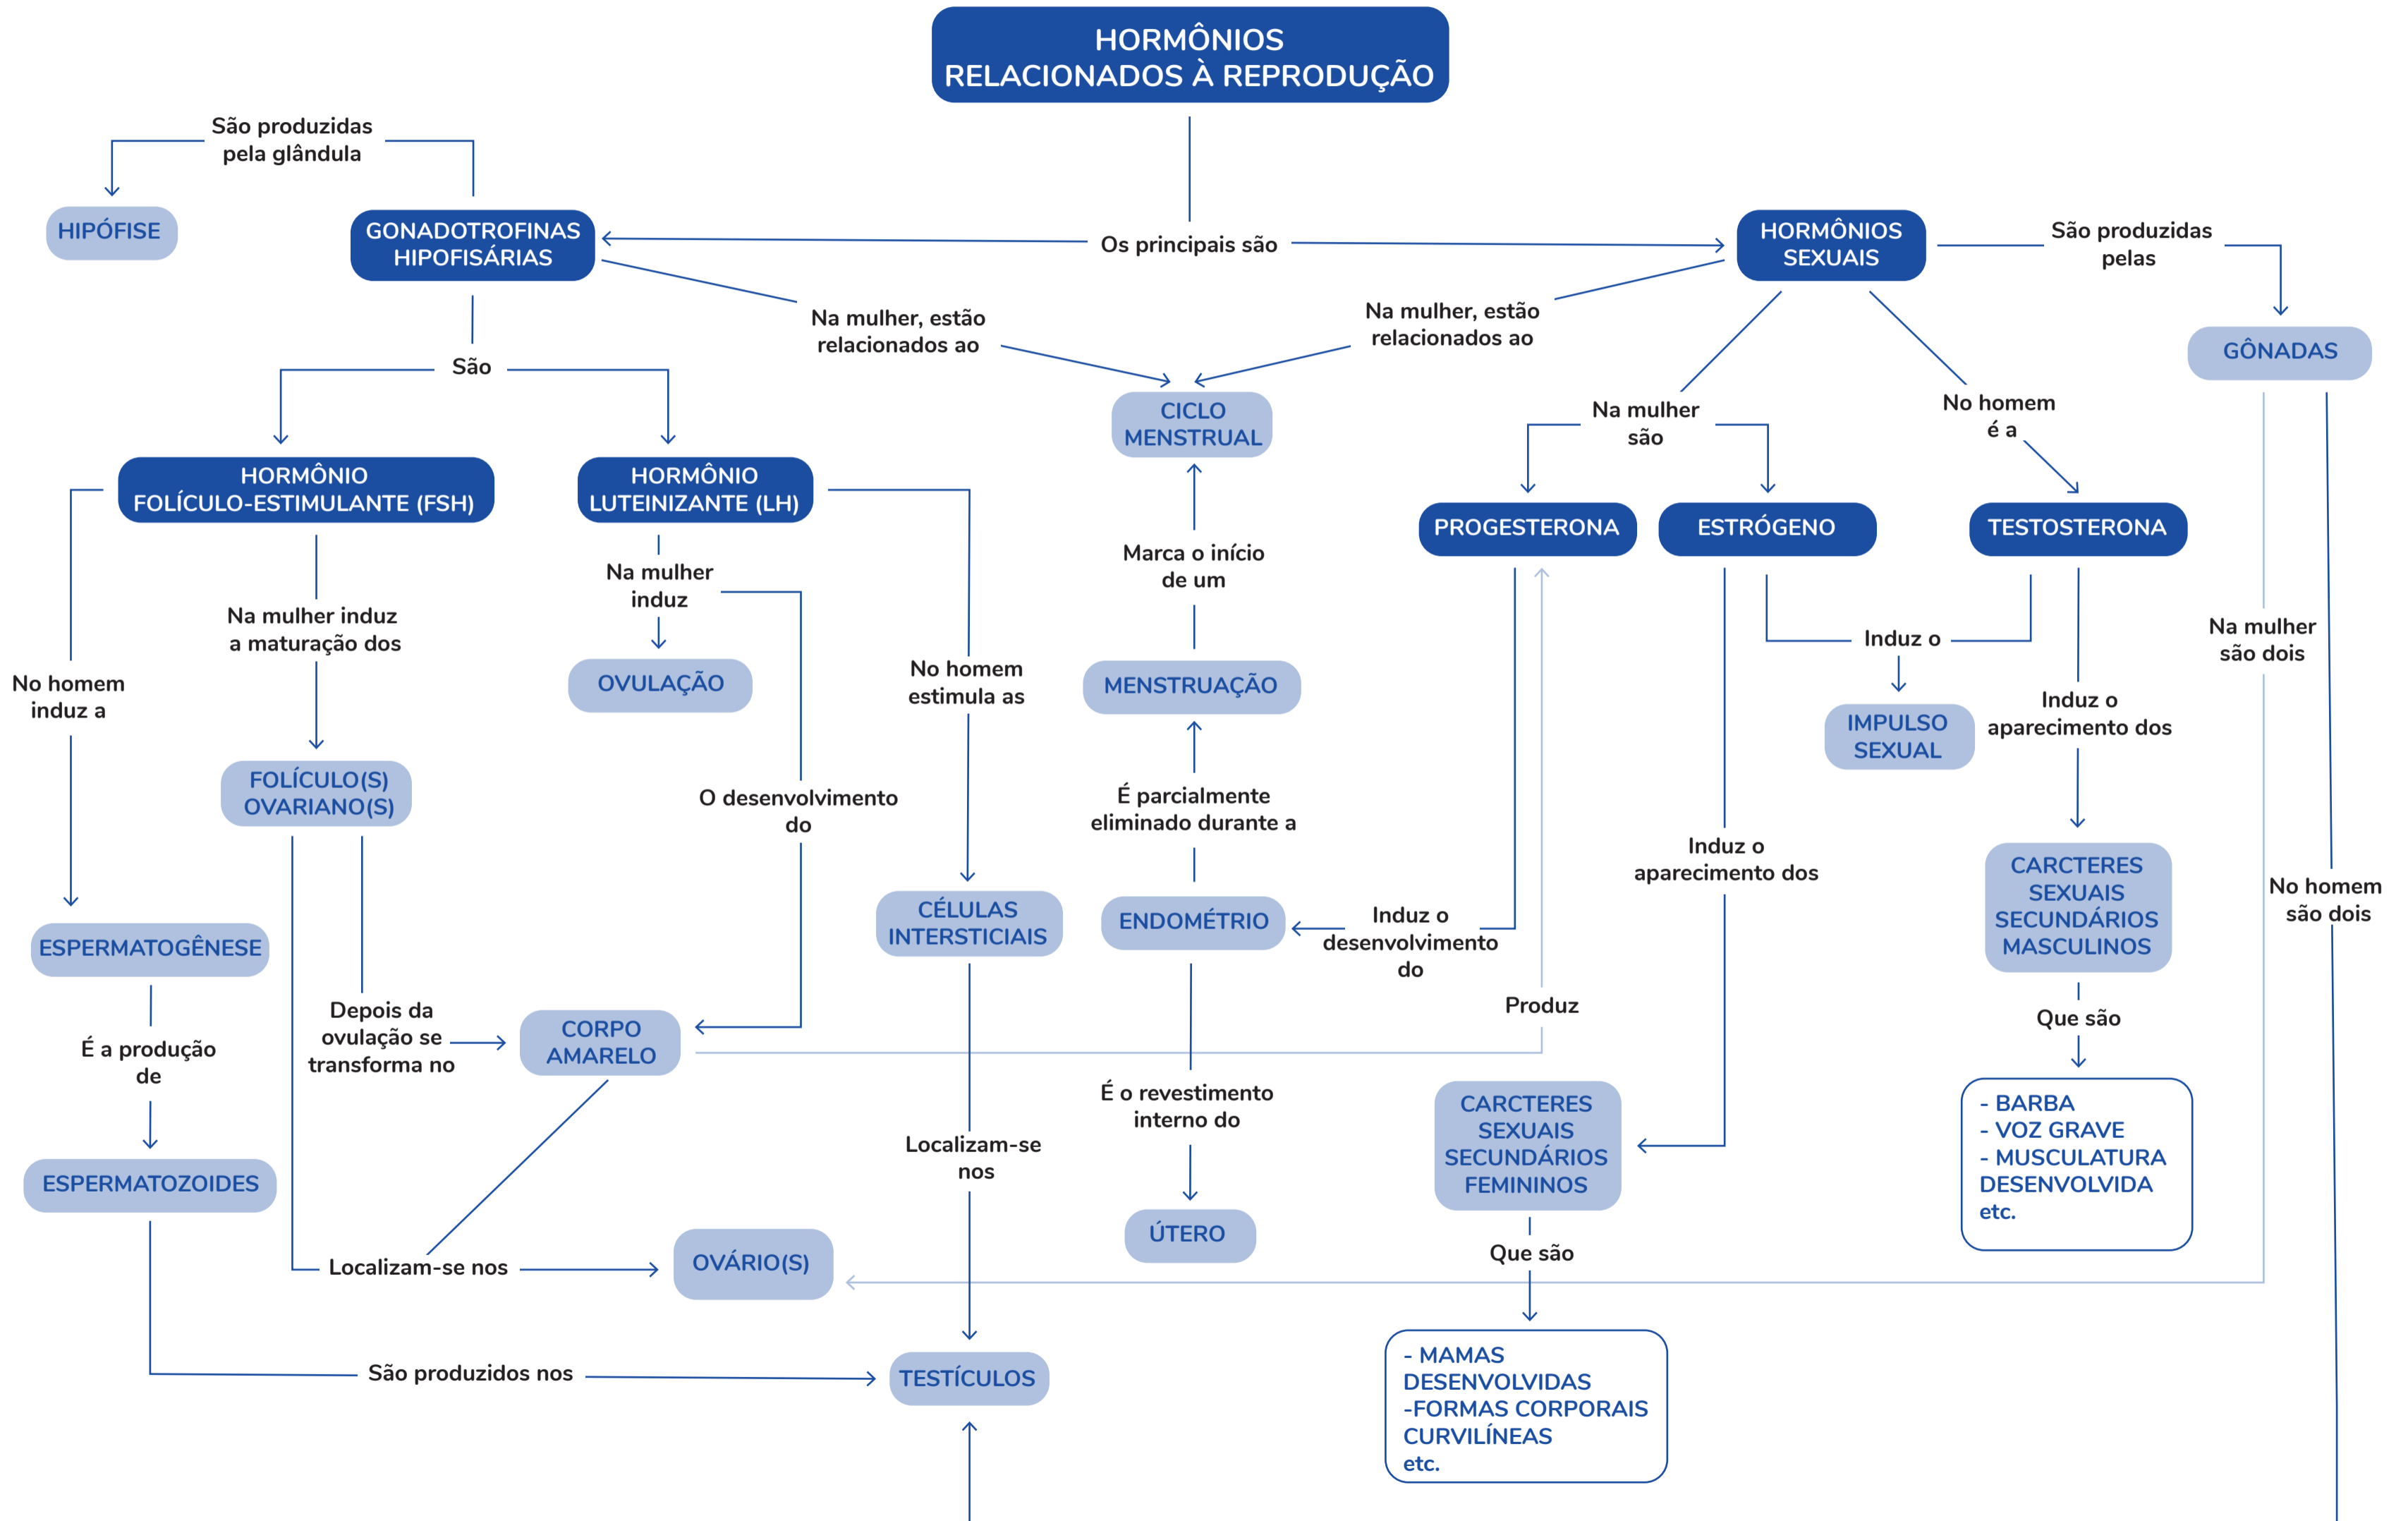 HORMÔNIOS
RELACIONADOS À REPRODUÇÃO
São produzidas
pela glândula
HIPÓFISE
GONADOTROFINAS
HIPOFISÁRIAS
Os principais são
HORMÔNIOS
SEXUAIS
São produzidas
pelas
GÔNADAS
Na mulher, estão
relacionados ao
Na mulher, estão
relacionados ao
São
CICLO
MENSTRUAL
Na mulher
são
No homem
é a
HORMÔNIO
FOLÍCULO-ESTIMULANTE (FSH)
HORMÔNIO
LUTEINIZANTE (LH)
PROGESTERONA
ESTRÓGENO
TESTOSTERONA
Marca o início
de um
Na mulher
induz
Na mulher induz
a maturação dos
Induz o
Na mulher
são dois
No homem
induz a
OVULAÇÃO
No homem
estimula as
MENSTRUAÇÃO
IMPULSO
SEXUAL
Induz o
aparecimento dos
FOLÍCULO(S)
OVARIANO(S)
O desenvolvimento
do
É parcialmente
eliminado durante a
Induz o
aparecimento dos
CARCTERES
SEXUAIS
SECUNDÁRIOS
MASCULINOS
No homem
são dois
ESPERMATOGÊNESE
CÉLULAS
INTERSTICIAIS
ENDOMÉTRIO
Induz o
desenvolvimento
do
Produz
Depois da
ovulação se
transforma no
CORPO
AMARELO
Que são
É a produção
de
É o revestimento
interno do
CARCTERES
SEXUAIS
SECUNDÁRIOS
FEMININOS
- BARBA
- VOZ GRAVE
- MUSCULATURA
DESENVOLVIDA
etc.
Localizam-se
nos
ESPERMATOZOIDES
ÚTERO
Localizam-se nos
OVÁRIO(S)
Que são
São produzidos nos
TESTÍCULOS
- MAMAS
DESENVOLVIDAS
-FORMAS CORPORAIS
CURVILÍNEAS
etc.